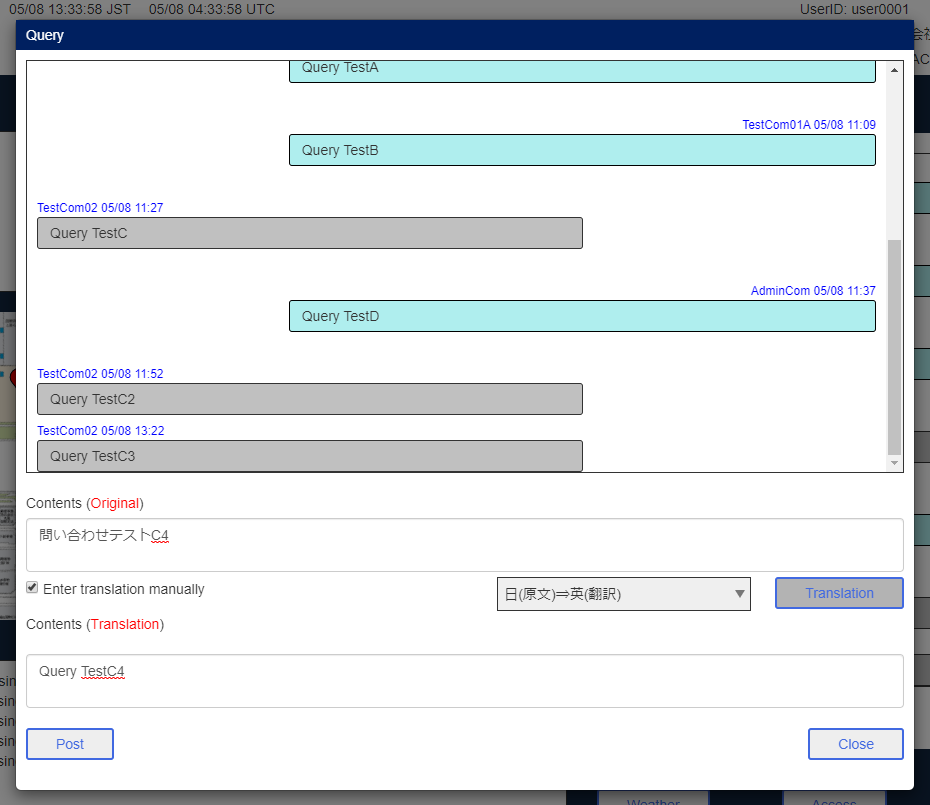 05/08 13:33:58 JST 05/08 04:33:58 UTC UserID: user0001
Query
Query TestA
TestCom01A 05/08 11:09
Query TestB
TestCom02 05/08 11:27
Query TestC
AdminCom 05/08 11:37
Query TestD
TestCom02 05/08 11:52
Query TestC2
TestCom02 05/08 13:22
Query TestC3
Contents (Original)
問い合わせテストC4
Enter translation manually
日(原文)⇒英(翻訳) Translation
Contents (Translation)
Query TestC4
Post Close
Weather Access